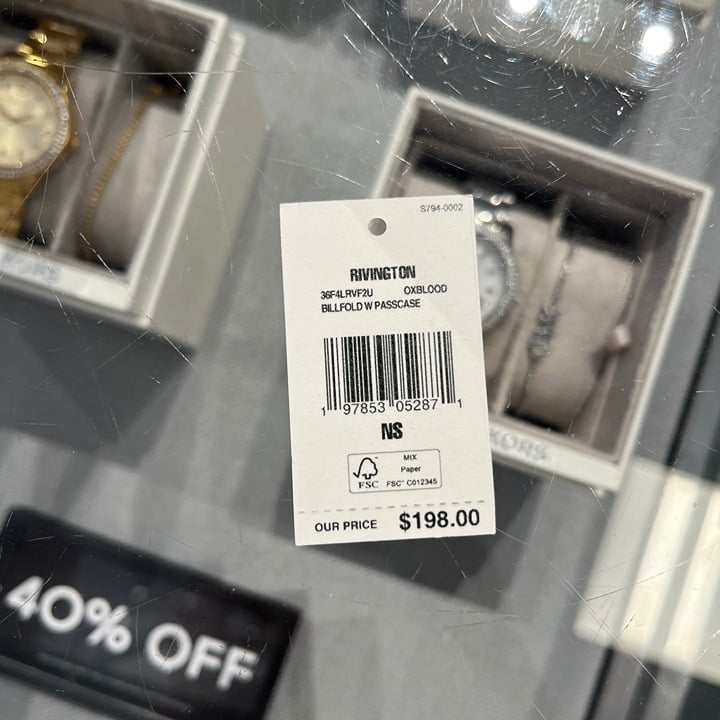 S794-0002
RIVINGTON
36F4LRVF2U OXBLOOD
BILLFOLD W PASSCASE
1 97853 05287 1
NS
MIX
Paper
FSC
FSC™ C012345
OUR PRICE $198.00
KORS
40% OFF